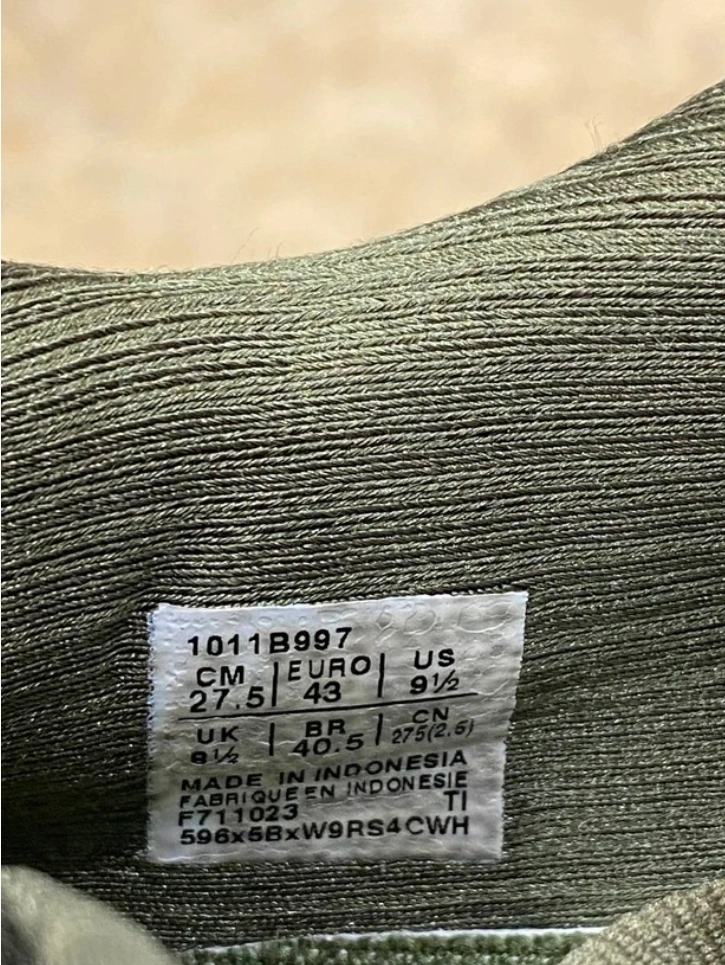 1011B997
CM | EURO | US
27.5 | 43 | 9½
UK | BR | CN
8½ | 40.5 | 275(2.5)
MADE IN INDONESIA
FABRIQUE EN INDONESIE
F711023 TI
596x5BxW9RS4CWH